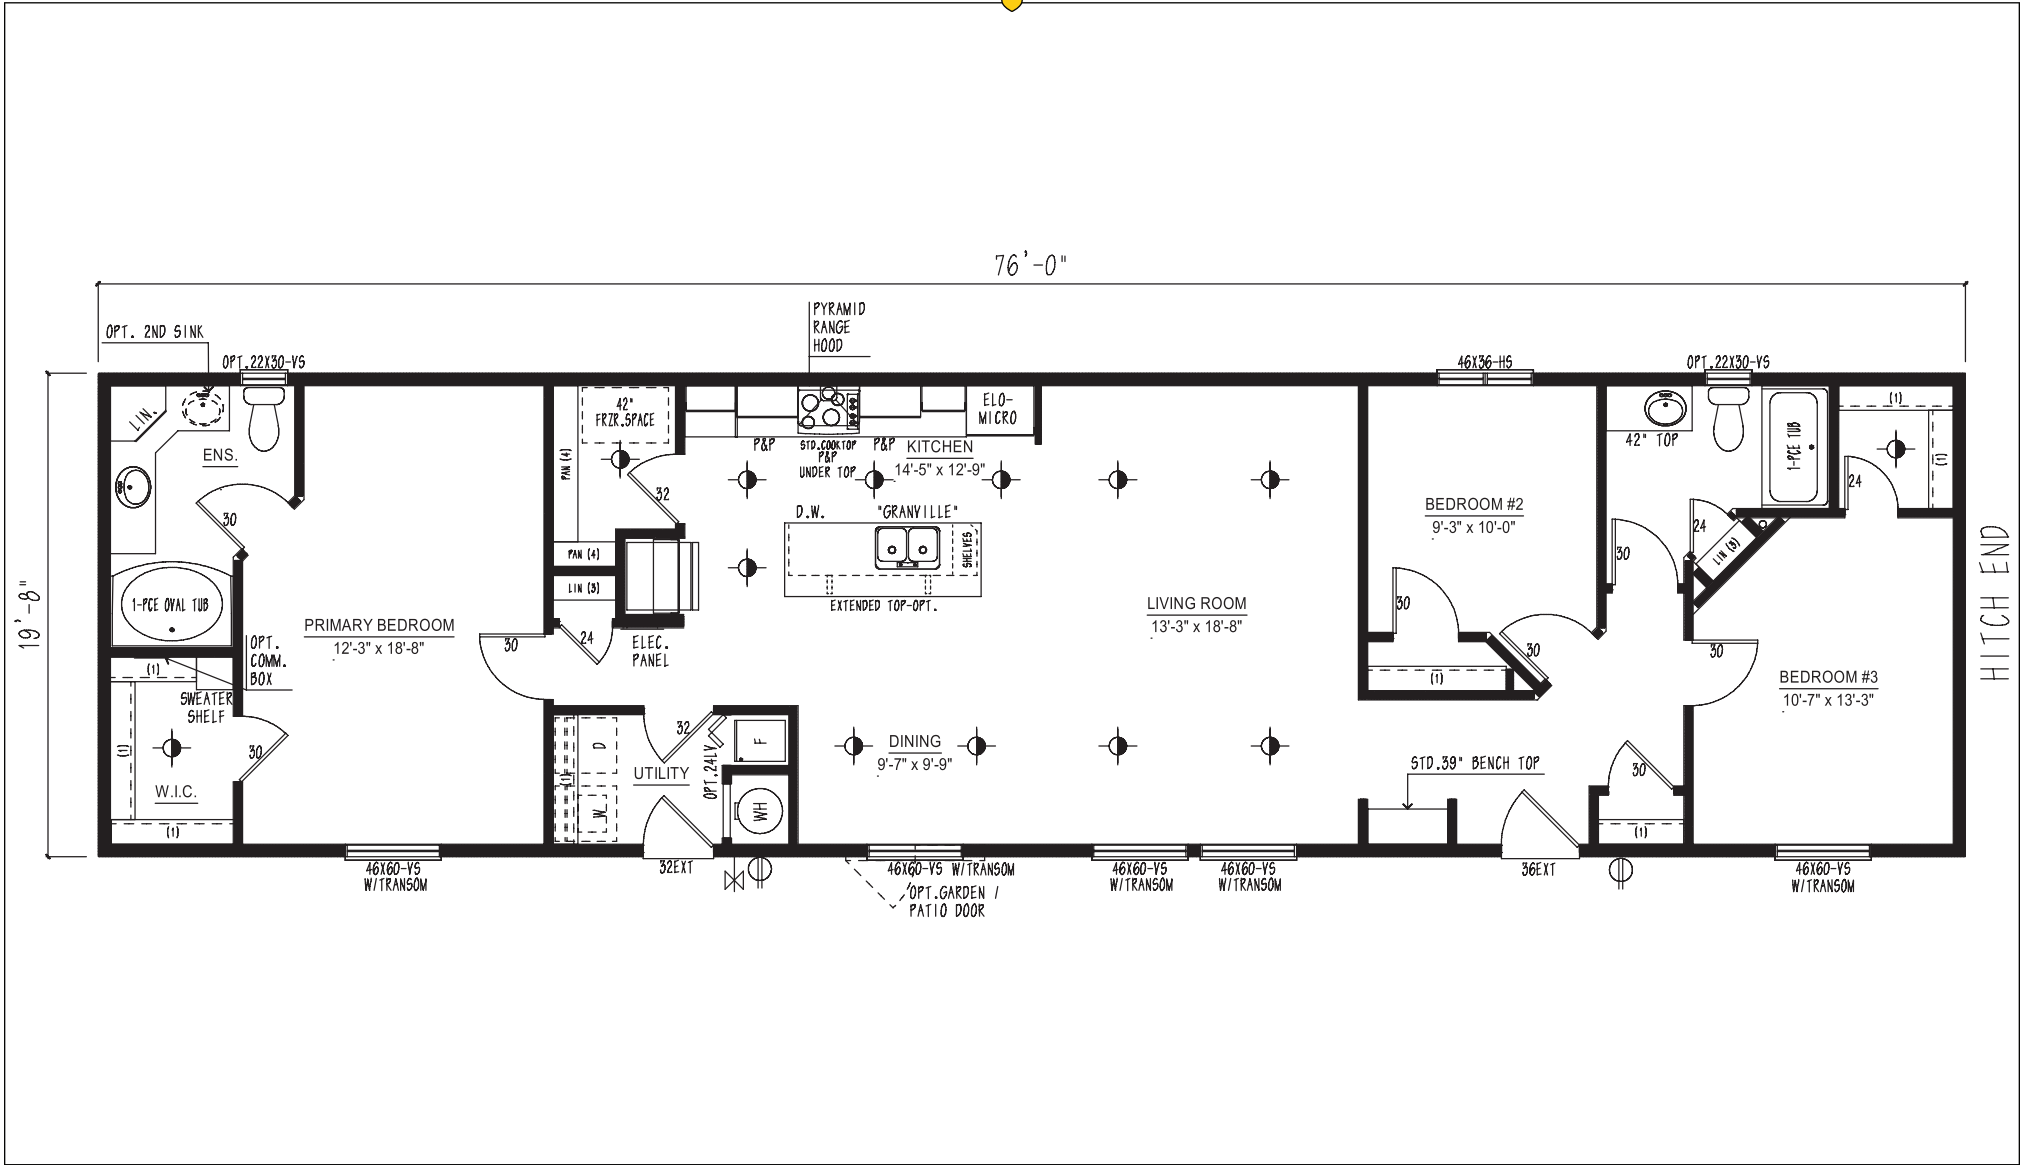 76'-0"
PYRAMID
RANGE
HOOD
OPT. 2ND SINK
OPT.22X30-VS
46X36-HS
OPT.22X30-VS
LIN.
42"
FRZR.SPACE
ELO-
MICRO
(1)
ENS.
PAN (4)
P&P
STD.COOKTOP
P&P
UNDER TOP
P&P
KITCHEN
14'-5" x 12'-9"
42" TOP
1-PCE TUB
(1)
24
30
32
D.W.
"GRANVILLE"
SHELVES
BEDROOM #2
9'-3" x 10'-0"
24
30
LIN (3)
HITCH END
PAN (4)
LIN (3)
19'-8"
1-PCE OVAL TUB
EXTENDED TOP-OPT.
LIVING ROOM
13'-3" x 18'-8"
30
PRIMARY BEDROOM
12'-3" x 18'-8"
30
24
ELEC.
PANEL
30
30
OPT.
COMM.
BOX
(1)
SWEATER
SHELF
(1)
BEDROOM #3
10'-7" x 13'-3"
30
(1)
W.I.C.
(1)
D
W
(1)
32
UTILITY
OPT.24LV
F
WH
DINING
9'-7" x 9'-9"
STD.39" BENCH TOP
30
(1)
46X60-VS
W/TRANSOM
32EXT
46X60-VS W/TRANSOM
OPT.GARDEN /
PATIO DOOR
46X60-VS
W/TRANSOM
46X60-VS
W/TRANSOM
36EXT
46X60-VS
W/TRANSOM